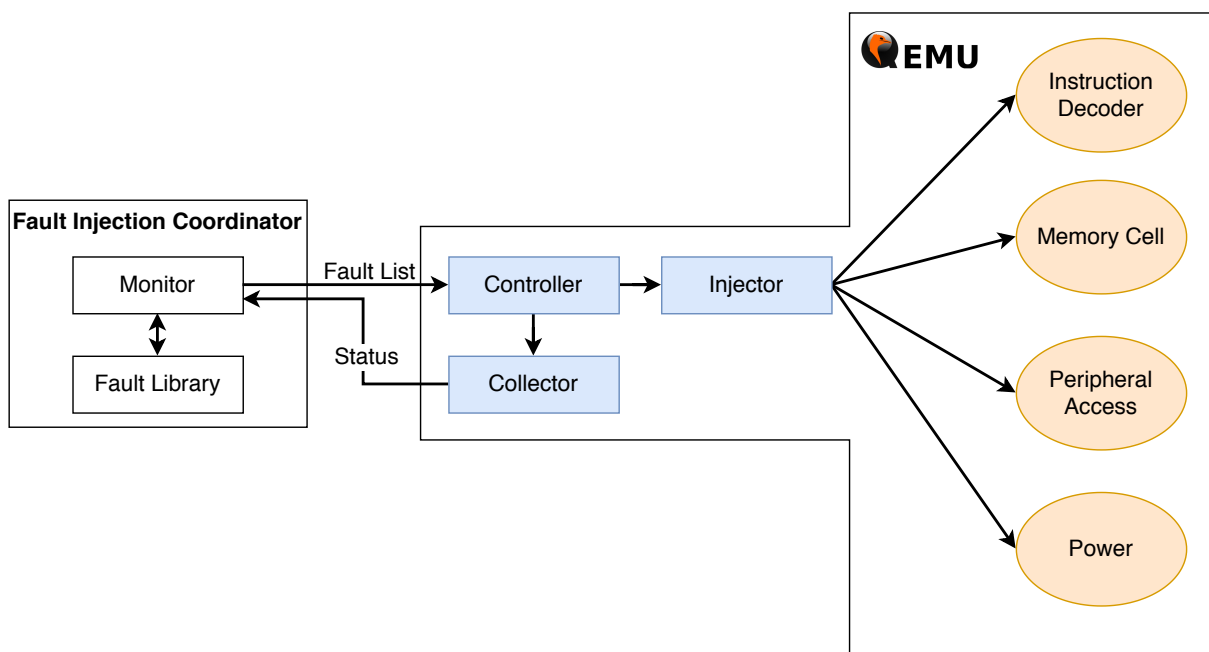 QEMU
Instruction
Decoder
Fault Injection Coordinator
Memory Cell
Monitor
Fault List
Controller
Injector
Status
Fault Library
Collector
Peripheral
Access
Power